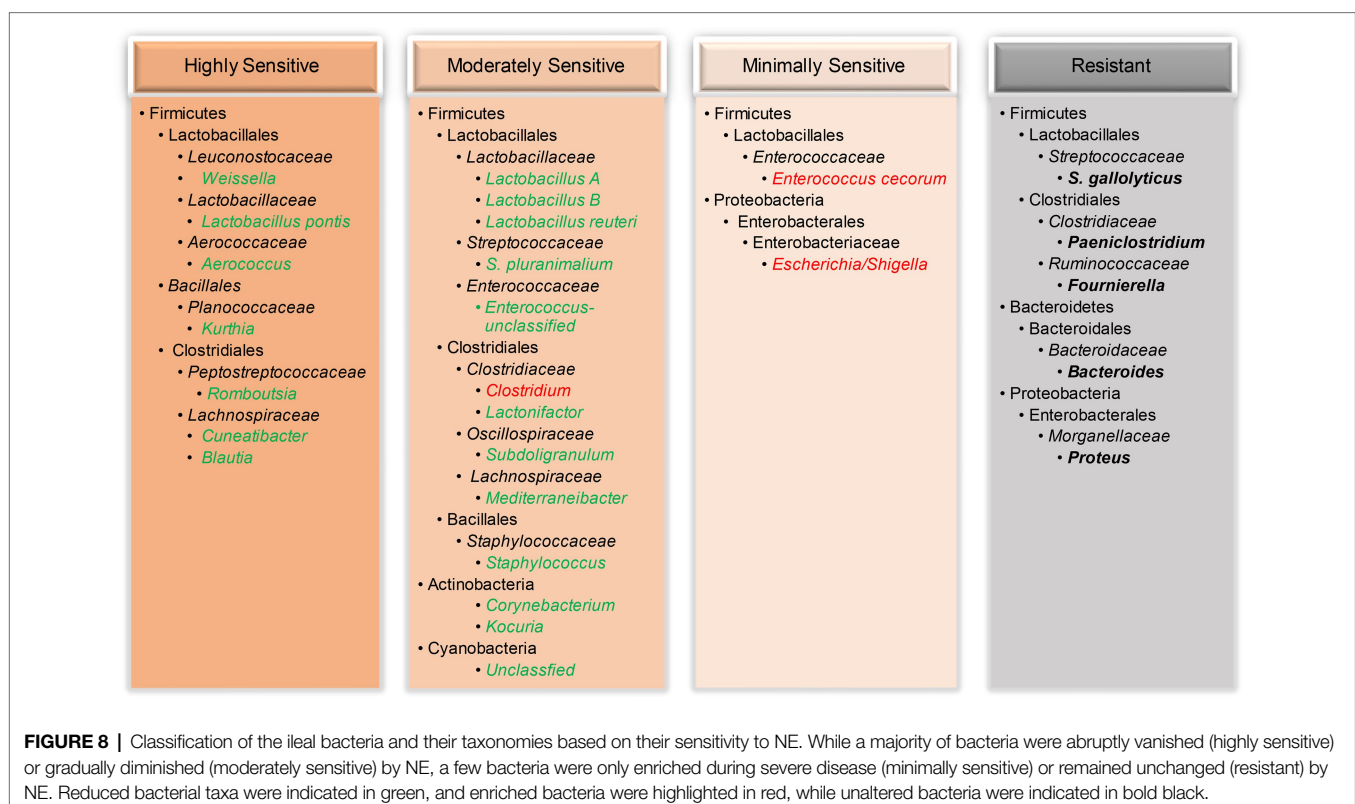 Highly Sensitive
• Firmicutes
• Lactobacillales
• Leuconostocaceae
• Weissella
• Lactobacillaceae
• Lactobacillus pontis
• Aerococcaceae
• Aerococcus
• Bacillales
• Planococcaceae
• Kurthia
• Clostridiales
• Peptostreptococcaceae
• Romboutsia
• Lachnospiraceae
• Cuneatibacter
• Blautia
Moderately Sensitive
• Firmicutes
• Lactobacillales
• Lactobacillaceae
• Lactobacillus A
• Lactobacillus B
• Lactobacillus reuteri
• Streptococcaceae
• S. pluranimalium
• Enterococcaceae
• Enteroccocus-
unclassified
• Clostridiales
• Clostridiaceae
• Clostridium
• Lactonifactor
• Oscillospiraceae
• Subdoligranulum
• Lachnospiraceae
• Mediterraneibacter
• Bacillales
• Staphylococcaceae
• Staphylococcus
• Actinobacteria
• Corynebacterium
• Kocuria
• Cyanobacteria
• Unclassfied
Minimally Sensitive
• Firmicutes
• Lactobacillales
• Enterococcaceae
• Enterococcus cecorum
• Proteobacteria
• Enterobacterales
• Enterobacteriaceae
• Escherichia/Shigella
Resistant
• Firmicutes
• Lactobacillales
• Streptococcaceae
• S. gallolyticus
• Clostridiales
• Clostridiaceae
• Paeniclostridium
• Ruminococcaceae
• Fournierella
• Bacteroidetes
• Bacteroidales
• Bacteroidaceae
• Bacteroides
• Proteobacteria
• Enterobacterales
• Morganellaceae
• Proteus
FIGURE 8 | Classification of the ileal bacteria and their taxonomies based on their sensitivity to NE. While a majority of bacteria were abruptly vanished (highly sensitive)
or gradually diminished (moderately sensitive) by NE, a few bacteria were only enriched during severe disease (minimally sensitive) or remained unchanged (resistant) by
NE. Reduced bacterial taxa were indicated in green, and enriched bacteria were highlighted in red, while unaltered bacteria were indicated in bold black.